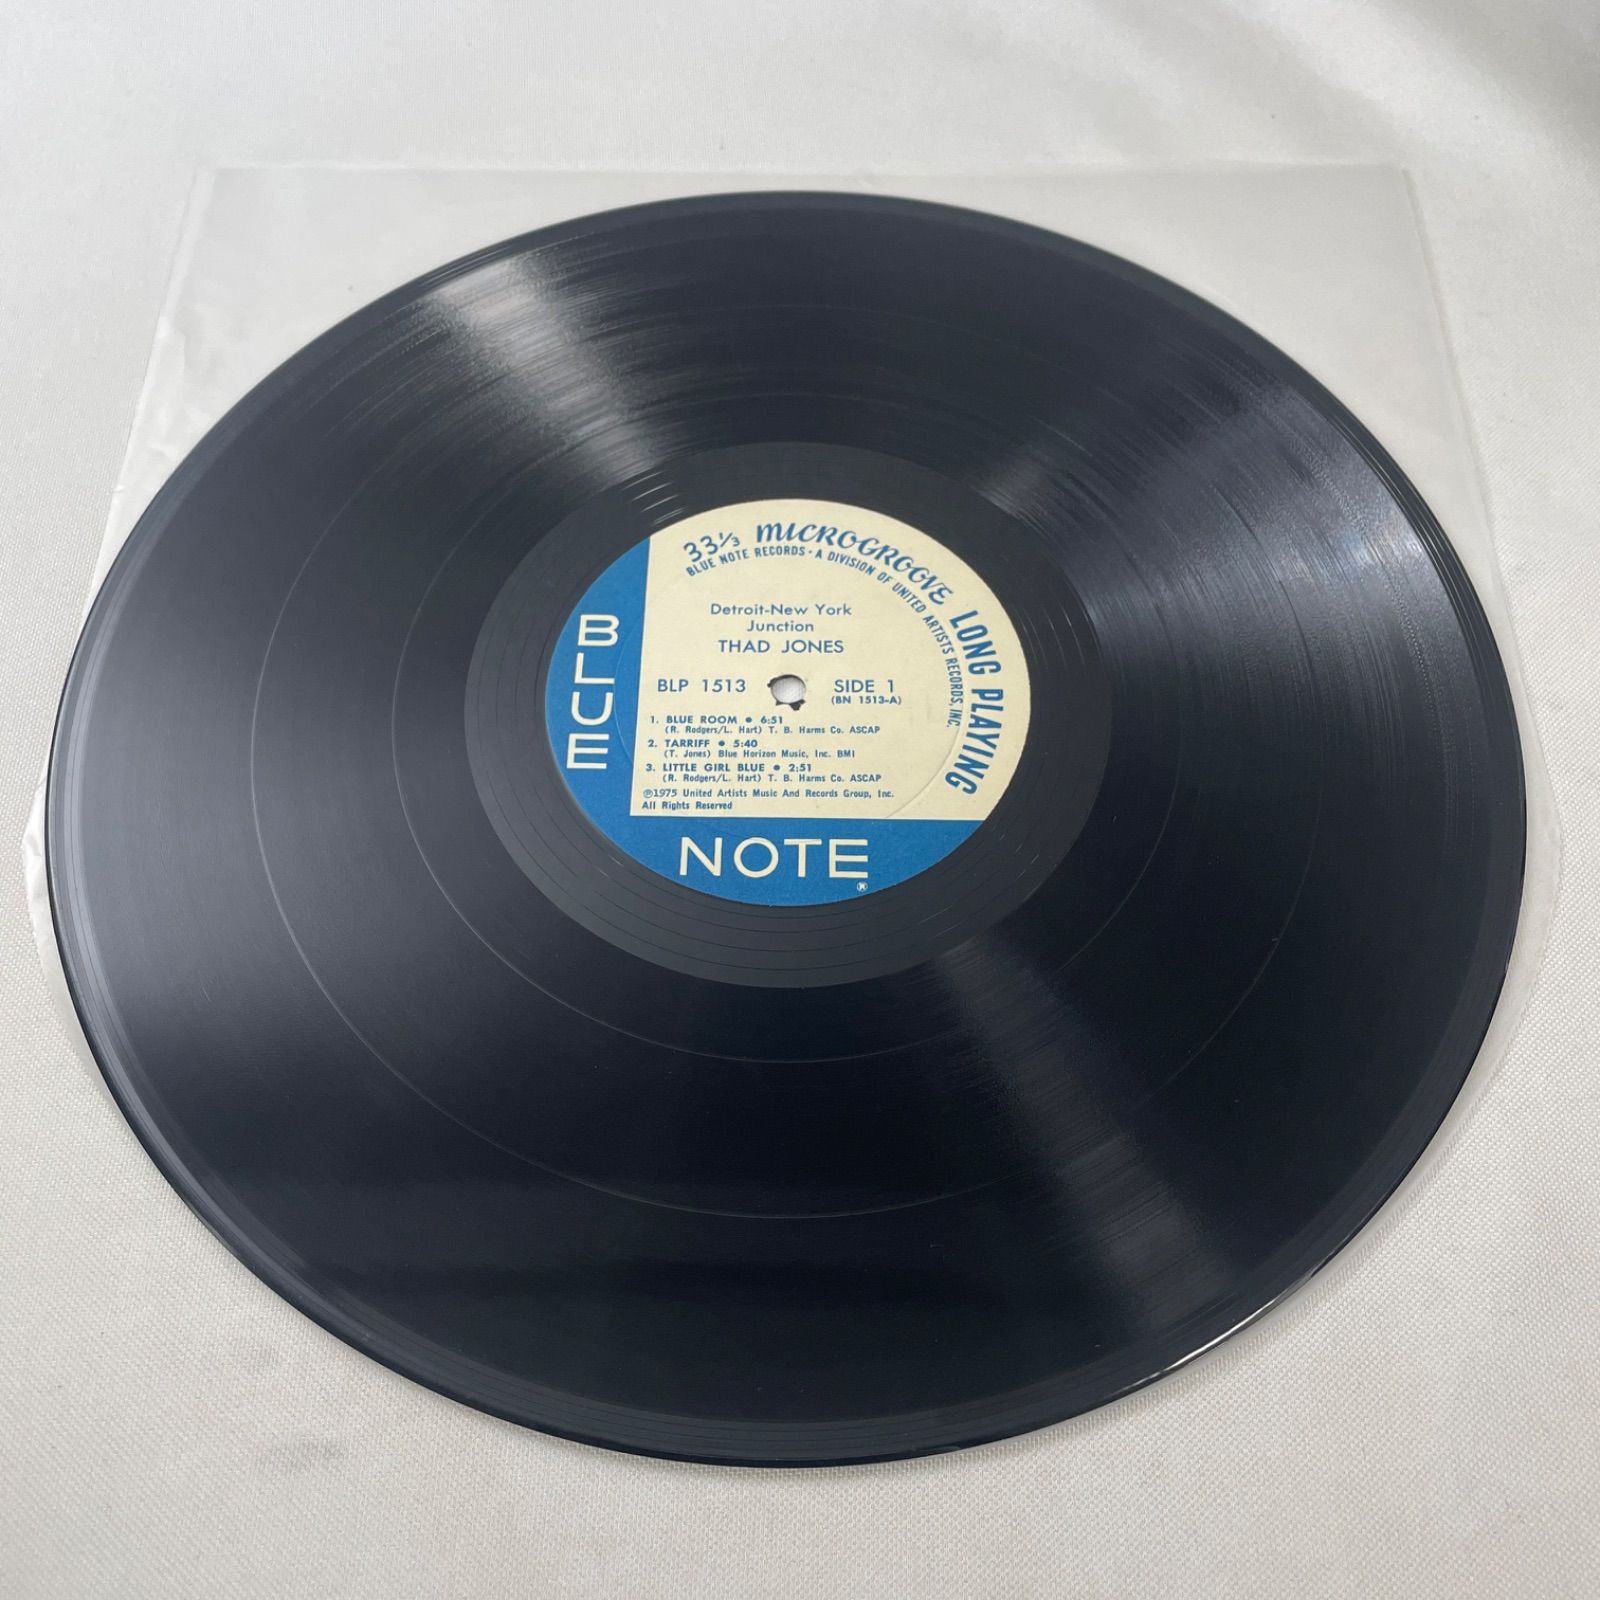 33⅓ MICROGROOVE LONG PLAYING
BLUE NOTE RECORDS • A DIVISION OF UNITED ARTISTS RECORDS, INC.
Detroit-New York
Junction
THAD JONES
BLP 1513 SIDE 1
(BN 1513-A)
1. BLUE ROOM • 6:51
(R. Rodgers/L. Hart) T. B. Harms Co. ASCAP
2. TARRIFF • 5:40
(T. Jones) Blue Horizon Music, Inc. BMI
3. LITTLE GIRL BLUE • 2:51
(R. Rodgers/L. Hart) T. B. Harms Co. ASCAP
℗1975 United Artists Music And Records Group, Inc.
All Rights Reserved
BLUE
NOTE
®